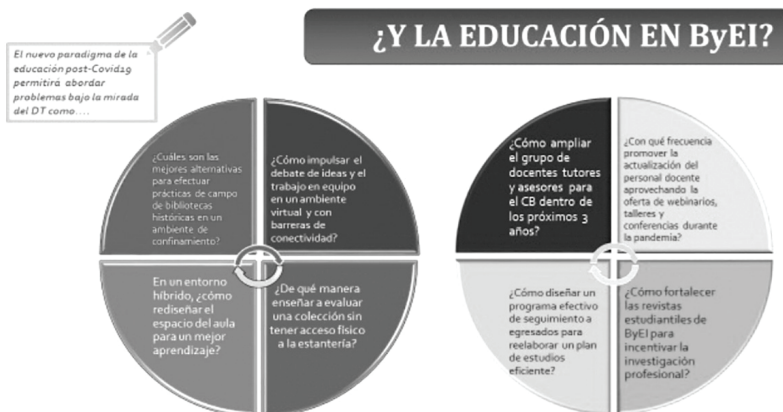 ¿Y LA EDUCACIÓN EN ByEI?
El nuevo paradigma de la
educación post-Covid19
permitirá abordar
problemas bajo la mirada
del DT como....
¿Cuáles son las
mejores alternativas
para efectuar
prácticas de campo
de bibliotecas
históricas en un
ambiente de
confinamiento?
¿Cómo impulsar el
debate de ideas y el
trabajo en equipo
en un ambiente
virtual y con
barreras de
conectividad?
En un entorno
híbrido, ¿cómo
rediseñar el
espacio del aula
para un mejor
aprendizaje?
¿De qué manera
enseñar a evaluar
una colección sin
tener acceso físico
a la estantería?
¿Cómo ampliar
el grupo de
docentes tutores
y asesores para
el CB dentro de
los próximos 3
años?
¿Con qué frecuencia
promover la
actualización del
personal docente
aprovechando la
oferta de webinarios,
talleres y
conferencias durante
la pandemia?
¿Cómo diseñar un
programa efectivo
de seguimiento a
egresados para
reelaborar un plan
de estudios
eficiente?
¿Cómo fortalecer
las revistas
estudiantiles de
ByEI para
incentivar la
investigación
profesional?